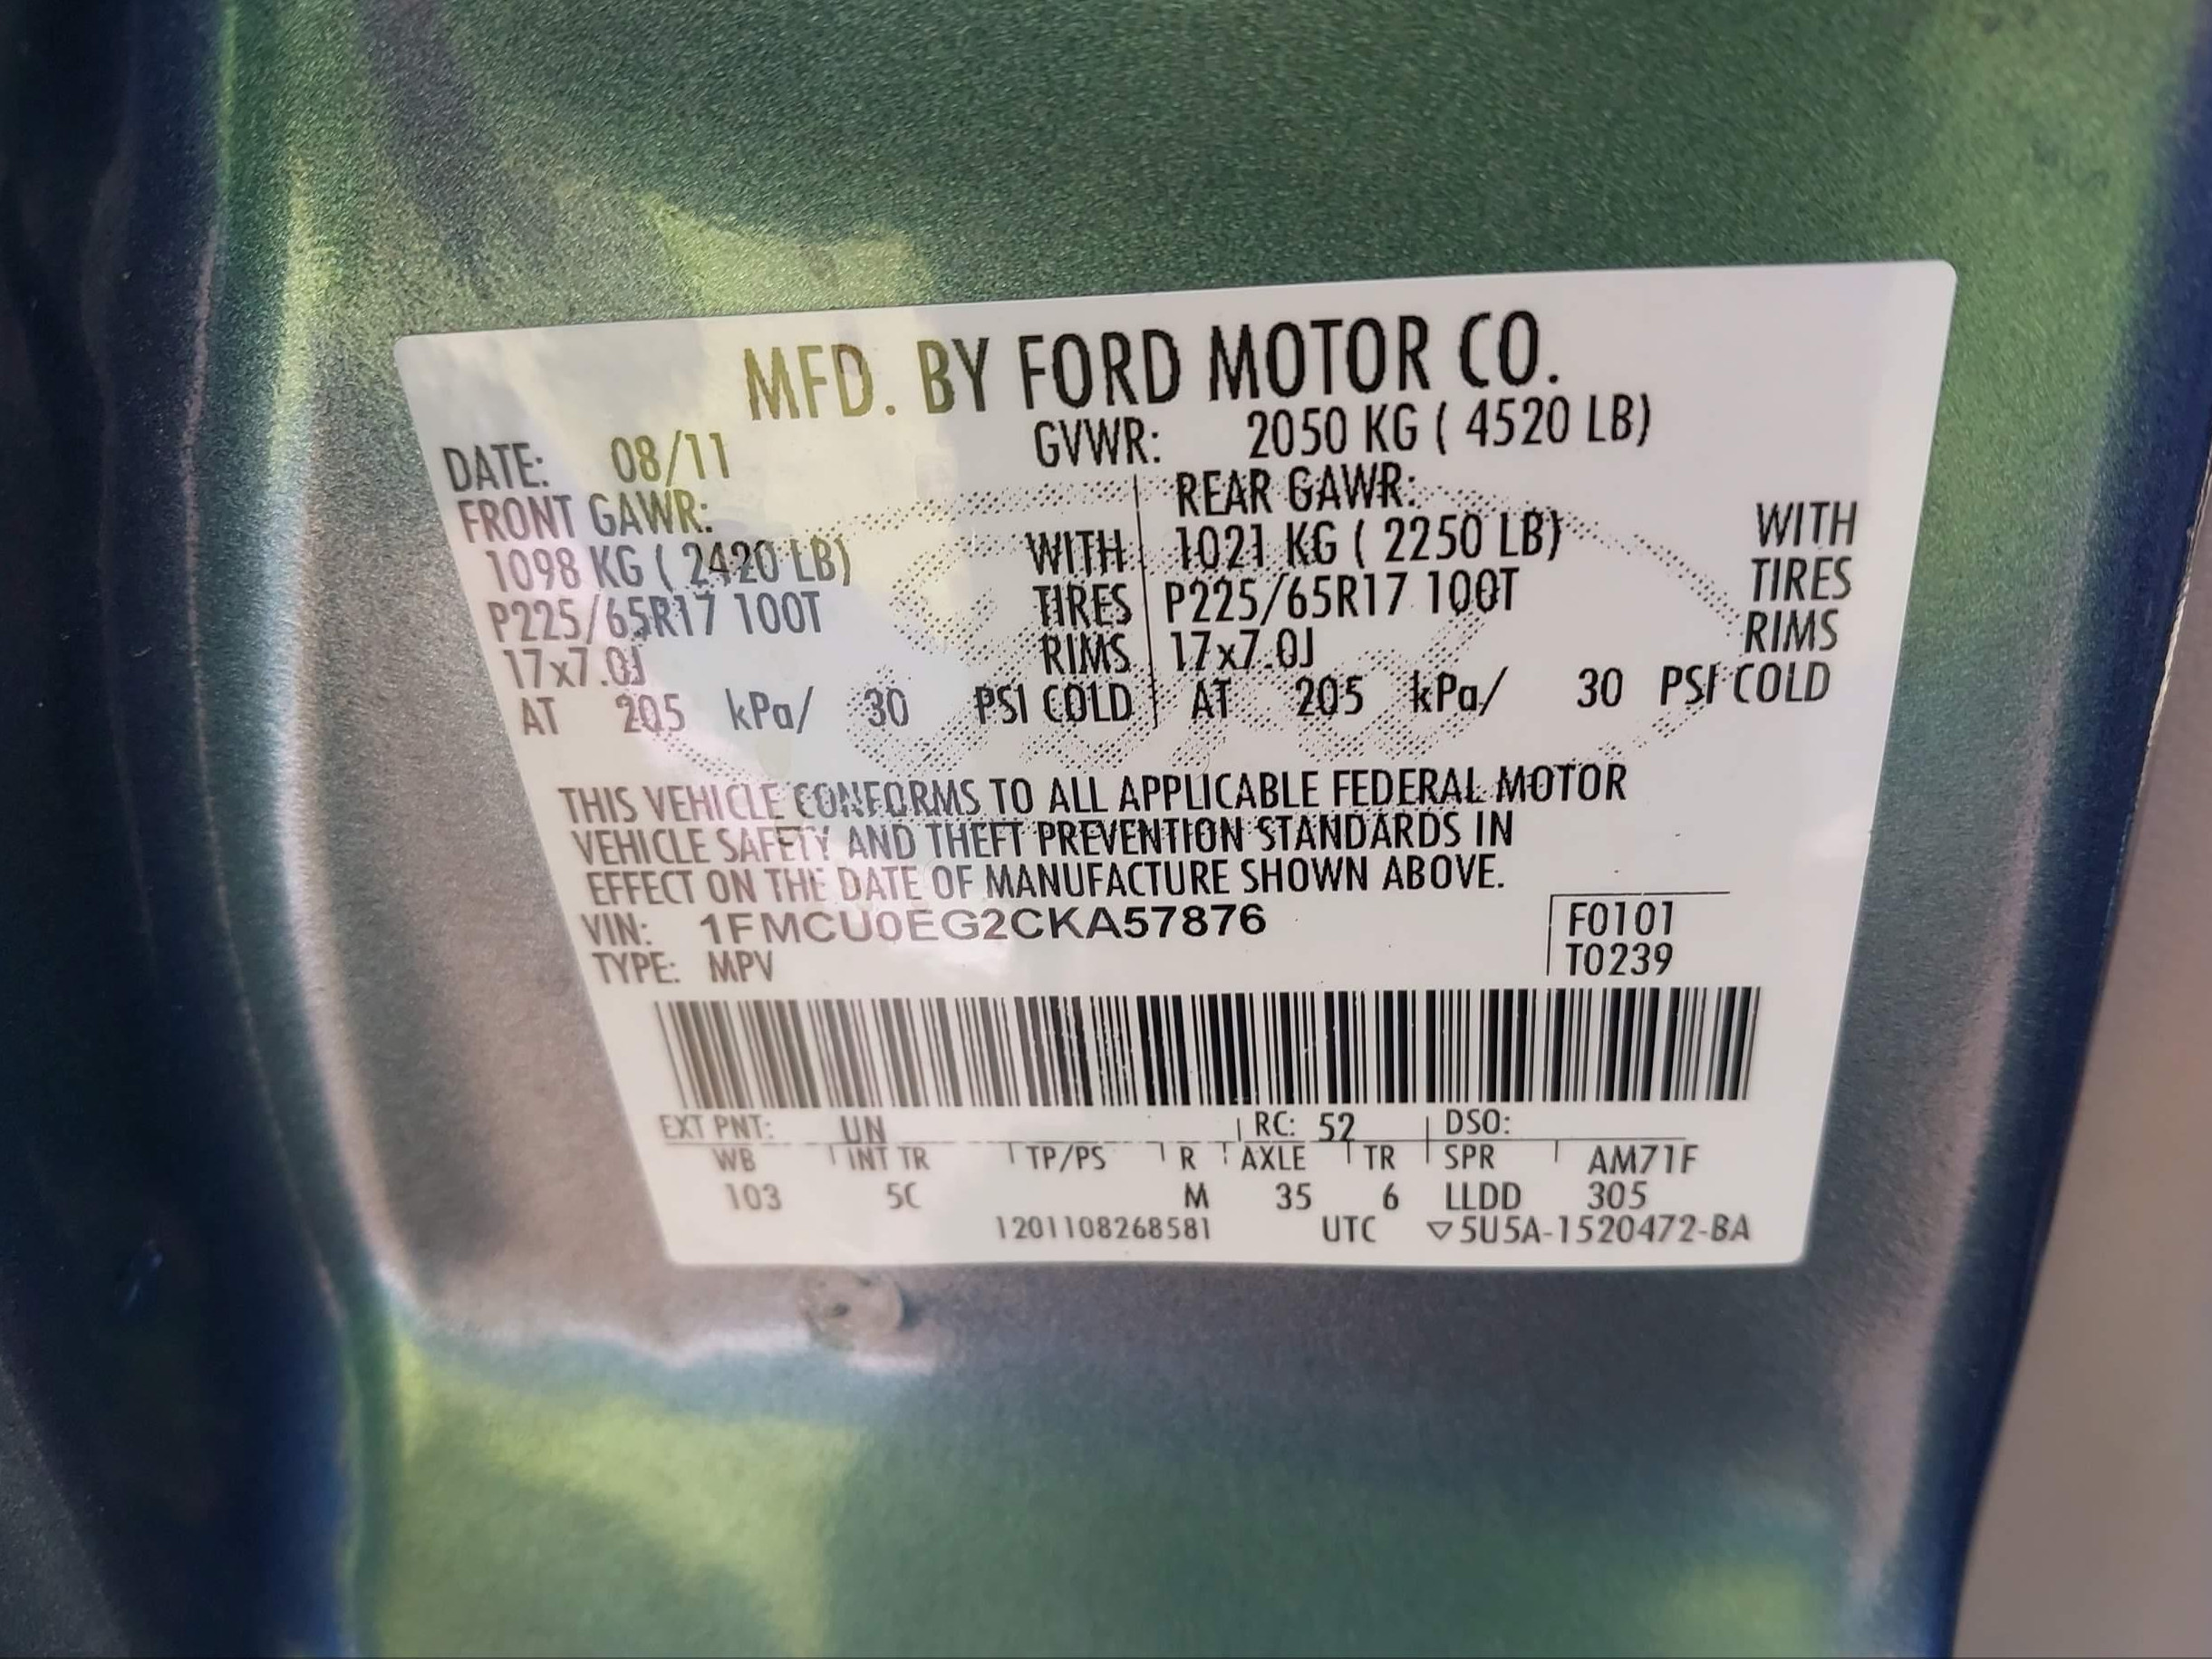 MFD. BY FORD MOTOR CO.
DATE: 08/11 GVWR: 2050 KG ( 4520 LB)
FRONT GAWR: REAR GAWR:
1098 KG ( 2420 LB) WITH 1021 KG ( 2250 LB) WITH
P225/65R17 100T TIRES P225/65R17 100T TIRES
17x7.0J RIMS 17x7.0J RIMS
AT 205 kPa/ 30 PSI COLD AT 205 kPa/ 30 PSI COLD
THIS VEHICLE CONFORMS TO ALL APPLICABLE FEDERAL MOTOR
VEHICLE SAFETY AND THEFT PREVENTION STANDARDS IN
EFFECT ON THE DATE OF MANUFACTURE SHOWN ABOVE.
VIN: 1FMCU0EG2CKA57876 F0101
TYPE: MPV T0239
EXT PNT: UN RC: 52 DSO:
WB INT TR TP/PS R AXLE TR SPR AM71F
103 5C M 35 6 LLDD 305
1201108268581 UTC ▽5U5A-1520472-BA